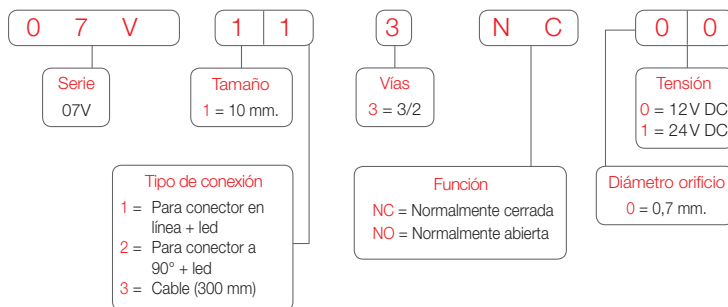 0 7 V 1 1 3 N C 0 0
Serie
07V
Tamaño
1 = 10 mm.
Vías
3 = 3/2
Tensión
0 = 12V DC
1 = 24V DC
Tipo de conexión
1 = Para conector en
línea + led
2 = Para conector a
90° + led
3 = Cable (300 mm)
Función
NC = Normalmente cerrada
NO = Normalmente abierta
Diámetro orificio
0 = 0,7 mm.